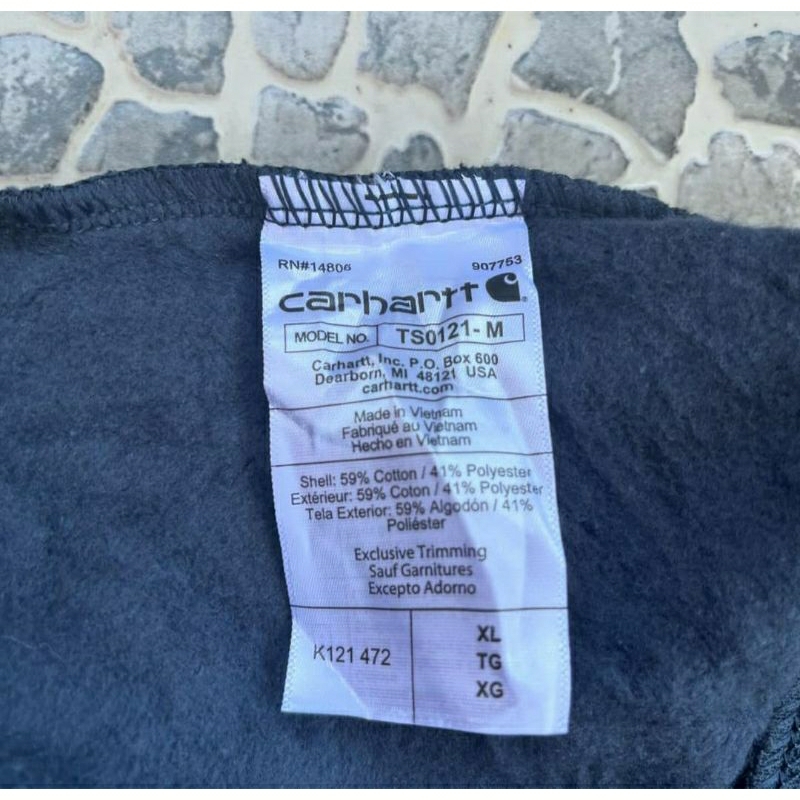 RN#14806 907753
carhartt
MODEL NO. TS0121-M
Carhartt, Inc. P.O. Box 600
Dearborn, MI 48121 USA
carhartt.com
Made in Vietnam
Fabriqué au Vietnam
Hecho en Vietnam
Shell: 59% Cotton / 41% Polyester
Extérieur: 59% Coton / 41% Polyester
Tela Exterior: 59% Algodón / 41%
Poliéster
Exclusive Trimming
Sauf Garnitures
Excepto Adorno
K121 472
XL
TG
XG